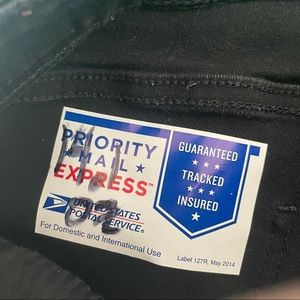 PRIORITY
MAIL
EXPRESS™
UNITED STATES
POSTAL SERVICE®
For Domestic and International Use
GUARANTEED
TRACKED
INSURED
Label 127R, May 2014